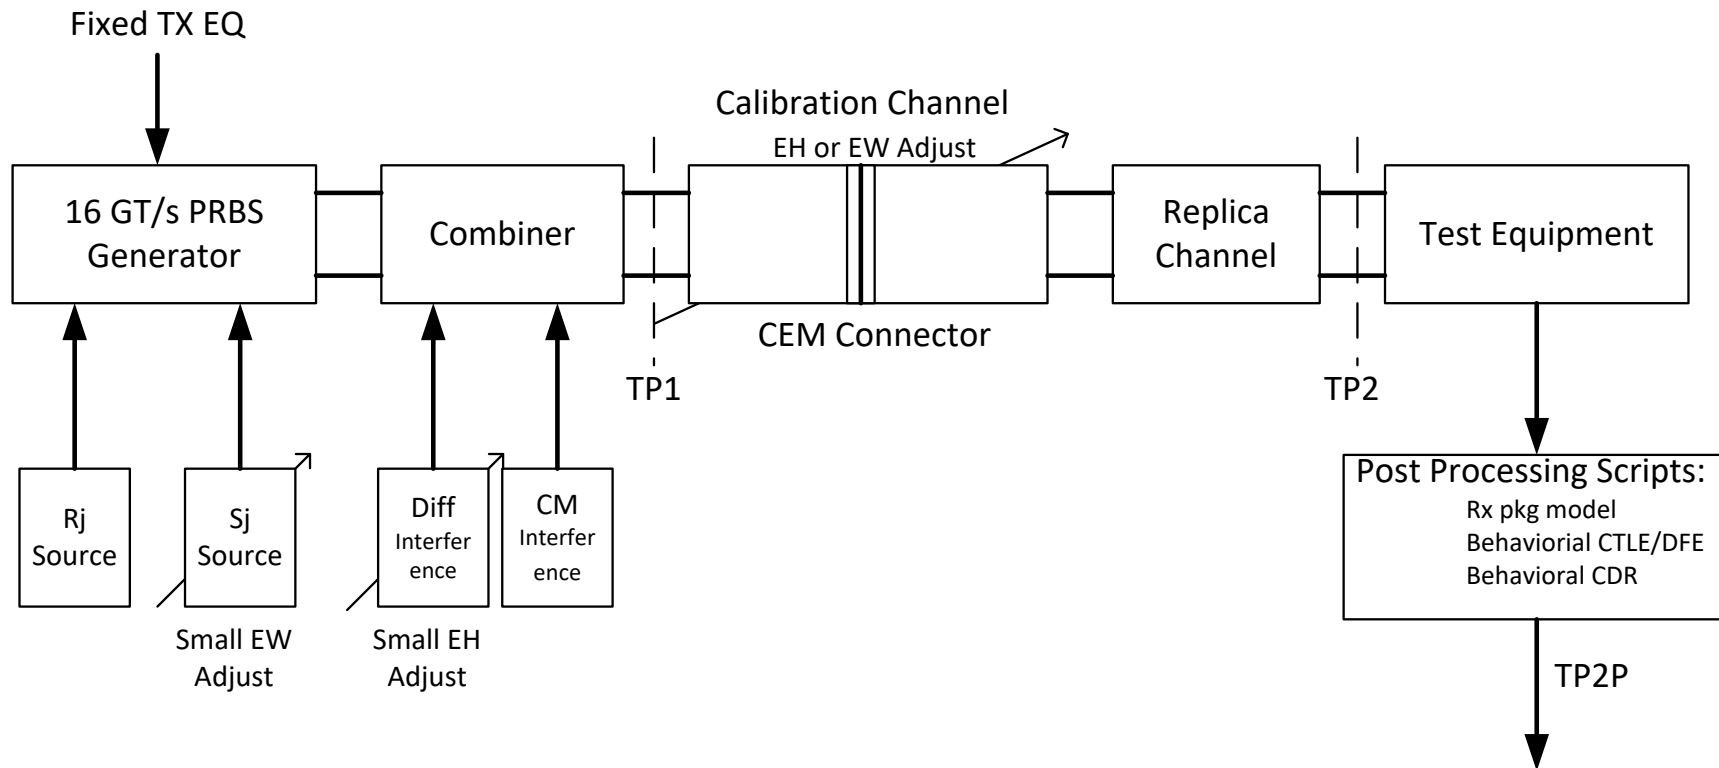 Fixed TX EQ
Calibration Channel
EH or EW Adjust
16 GT/s PRBS
Generator
Combiner
Replica
Channel
Test Equipment
CEM Connector
TP1
TP2
Rj
Source
Sj
Source
Diff
Interfer
ence
CM
Interfer
ence
Small EW
Adjust
Small EH
Adjust
Post Processing Scripts:
Rx pkg model
Behaviorial CTLE/DFE
Behavioral CDR
TP2P